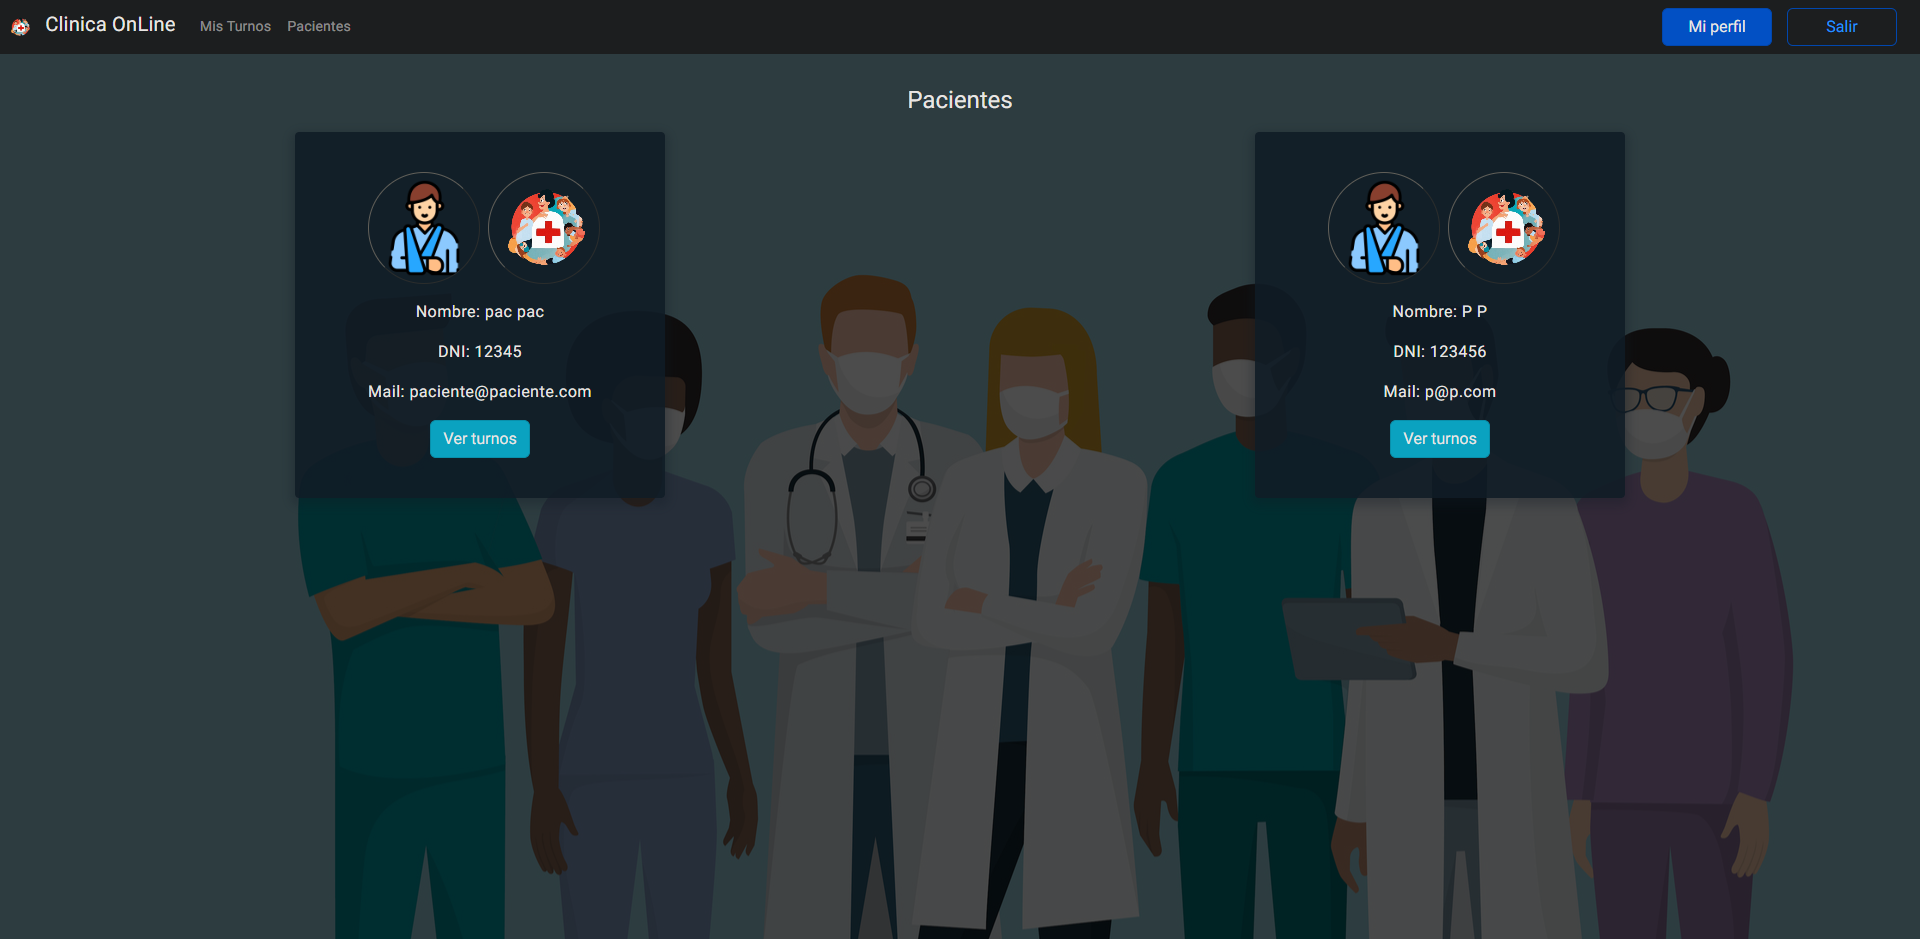 Clinica OnLine
Mis Turnos
Pacientes
Mi perfil
Salir
Pacientes
Nombre: pac pac
DNI: 12345
Mail: paciente@paciente.com
Ver turnos
Nombre: P P
DNI: 123456
Mail: p@p.com
Ver turnos